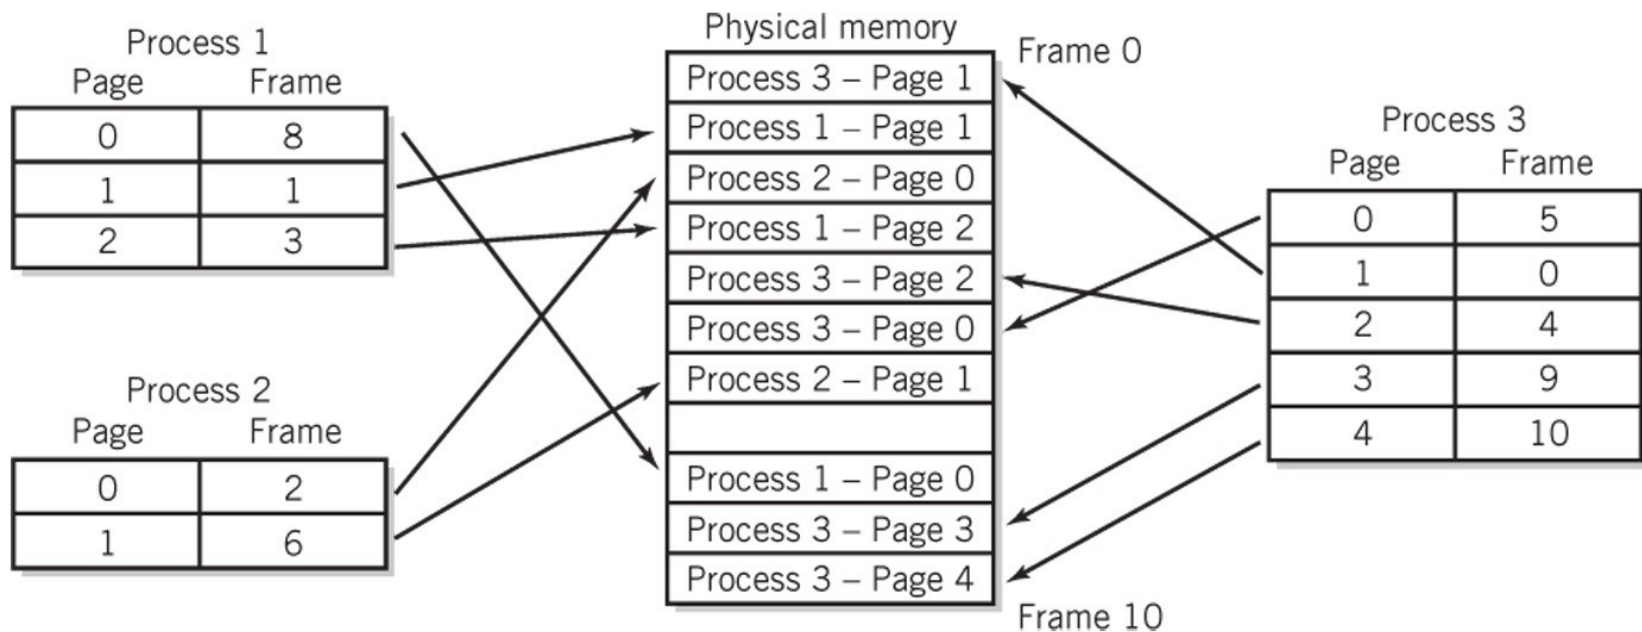 Process 1
Page Frame
0 8
1 1
2 3
Process 2
Page Frame
0 2
1 6
Physical memory
Frame 0
Process 3 – Page 1
Process 1 – Page 1
Process 2 – Page 0
Process 1 – Page 2
Process 3 – Page 2
Process 3 – Page 0
Process 2 – Page 1
Process 1 – Page 0
Process 3 – Page 3
Process 3 – Page 4
Frame 10
Process 3
Page Frame
0 5
1 0
2 4
3 9
4 10